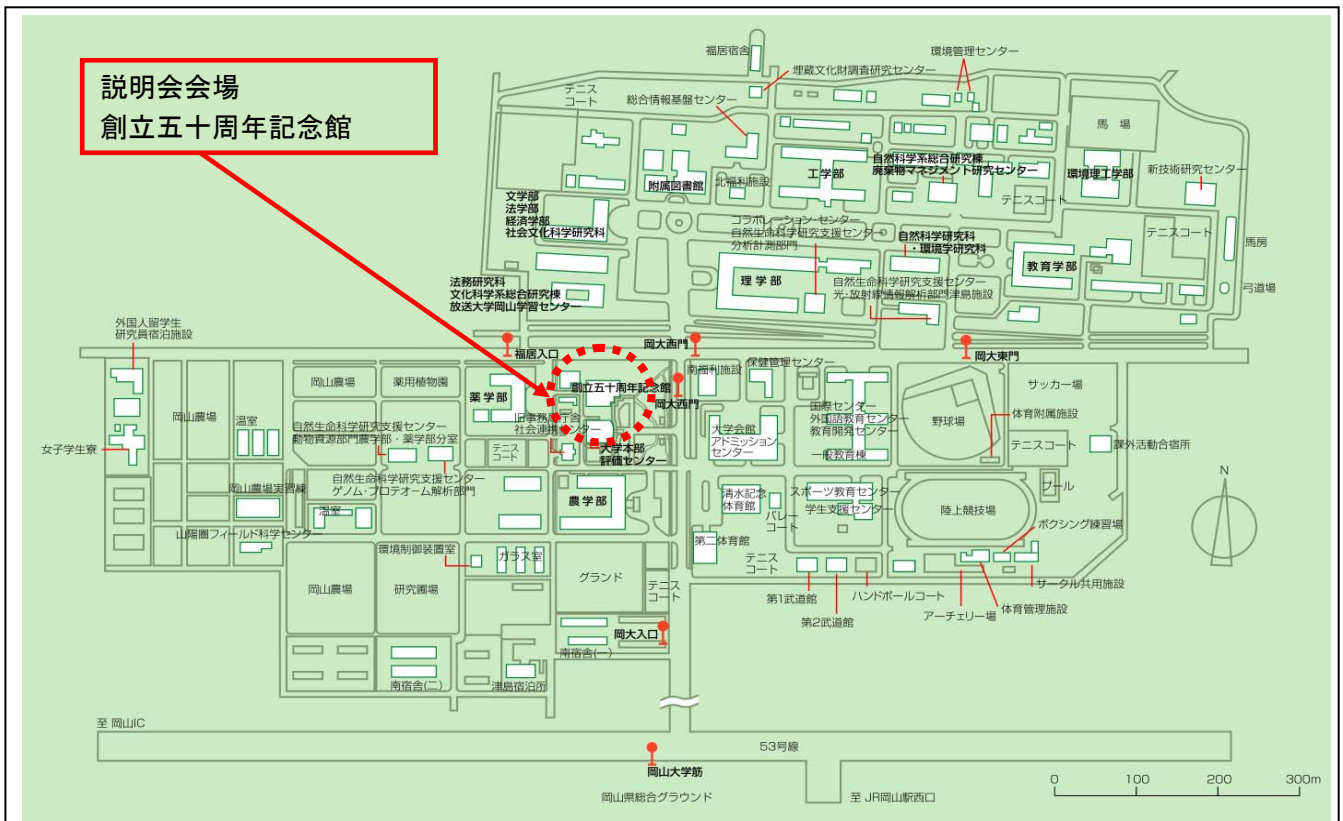 説明会会場
創立五十周年記念館
福居宿舎
環境管理センター
埋蔵文化財調査研究センター
テニス
コート
総合情報基盤センター
馬 場
附属図書館
北福利施設
工学部
自然科学系総合研究棟
廃棄物マネジメント研究センター
環境理工学部
新技術研究センター
文学部
法学部
経済学部
社会文化科学研究科
コラボレーション・センター
自然生命科学研究支援センター
分析計測部門
テニスコート
テニスコート
自然科学研究科
・環境学研究科
馬房
教育学部
法務研究科
文化科学系総合研究棟
放送大学岡山学習センター
理学部
自然生命科学研究支援センター
光・放射線情報解析部門津島施設
弓道場
外国人留学生
研究員宿泊施設
福居入口
岡大西門
岡大東門
岡山農場
薬用植物園
薬学部
創立五十周年記念館
岡大西門
南福利施設
保健管理センター
サッカー場
岡山農場
温室
自然生命科学研究支援センター
動物資源部門農学部・薬学部分室
旧事務局庁舎
社会連携センター
大学会館
アドミッション
センター
国際センター
外国語教育センター
教育開発センター
一般教育棟
野球場
体育附属施設
テニスコート
課外活動合宿所
女子学生寮
テニス
コート
大学本部
評価センター
自然生命科学研究支援センター
ゲノム・プロテオーム解析部門
岡山農場実習棟
温室
農学部
清水記念
体育館
スポーツ教育センター
学生支援センター
バレー
コート
プール
陸上競技場
ボクシング練習場
N
山陽圏フィールド科学センター
環境制御装置室
ガラス室
第二体育館
テニス
コート
岡山農場
研究圃場
グランド
テニス
コート
第1武道館
第2武道館
ハンドボールコート
アーチェリー場
体育管理施設
サークル共用施設
岡大入口
南宿舎(一)
南宿舎(二)
津島宿泊所
至 岡山IC
53号線
岡山大学筋
岡山県総合グラウンド
至 JR岡山駅西口
0 100 200 300m